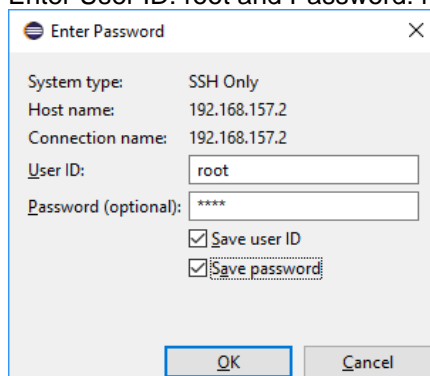 Enter User ID: root and Password:
Enter Password
System type: SSH Only
Host name: 192.168.157.2
Connection name: 192.168.157.2
User ID: root
Password (optional): ****
Save user ID
Save password
OK Cancel